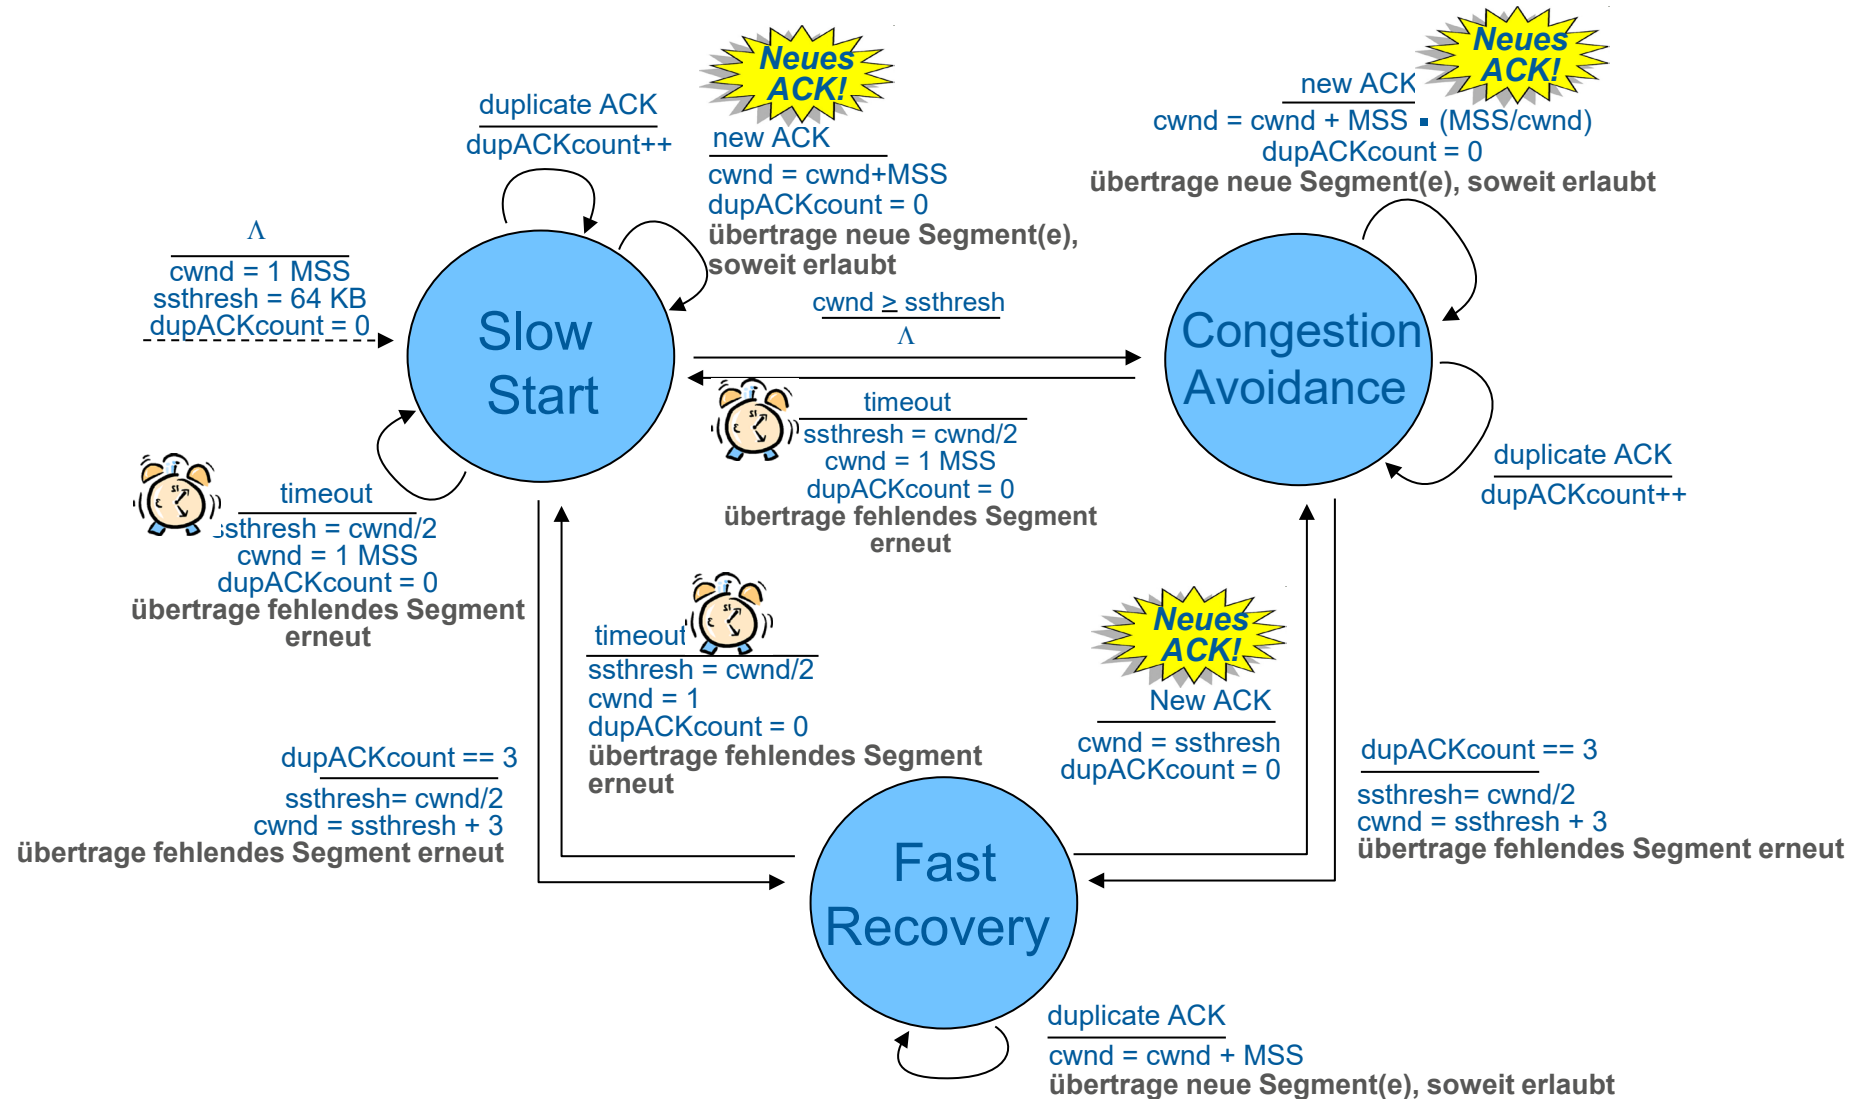 Neues
ACK!
duplicate ACK
dupACKcount++
new ACK
cwnd = cwnd+MSS
dupACKcount = 0
übertrage neue Segment(e),
soweit erlaubt
Neues
ACK!
new ACK
cwnd = cwnd + MSS ▪ (MSS/cwnd)
dupACKcount = 0
übertrage neue Segment(e), soweit erlaubt
Λ
cwnd = 1 MSS
ssthresh = 64 KB
dupACKcount = 0
Slow
Start
cwnd ≥ ssthresh
Λ
Congestion
Avoidance
timeout
ssthresh = cwnd/2
cwnd = 1 MSS
dupACKcount = 0
übertrage fehlendes Segment
erneut
duplicate ACK
dupACKcount++
timeout
ssthresh = cwnd/2
cwnd = 1 MSS
dupACKcount = 0
übertrage fehlendes Segment
erneut
timeout
ssthresh = cwnd/2
cwnd = 1
dupACKcount = 0
übertrage fehlendes Segment
erneut
Neues
ACK!
New ACK
cwnd = ssthresh
dupACKcount = 0
dupACKcount == 3
ssthresh= cwnd/2
cwnd = ssthresh + 3
übertrage fehlendes Segment erneut
dupACKcount == 3
ssthresh= cwnd/2
cwnd = ssthresh + 3
übertrage fehlendes Segment erneut
Fast
Recovery
duplicate ACK
cwnd = cwnd + MSS
übertrage neue Segment(e), soweit erlaubt